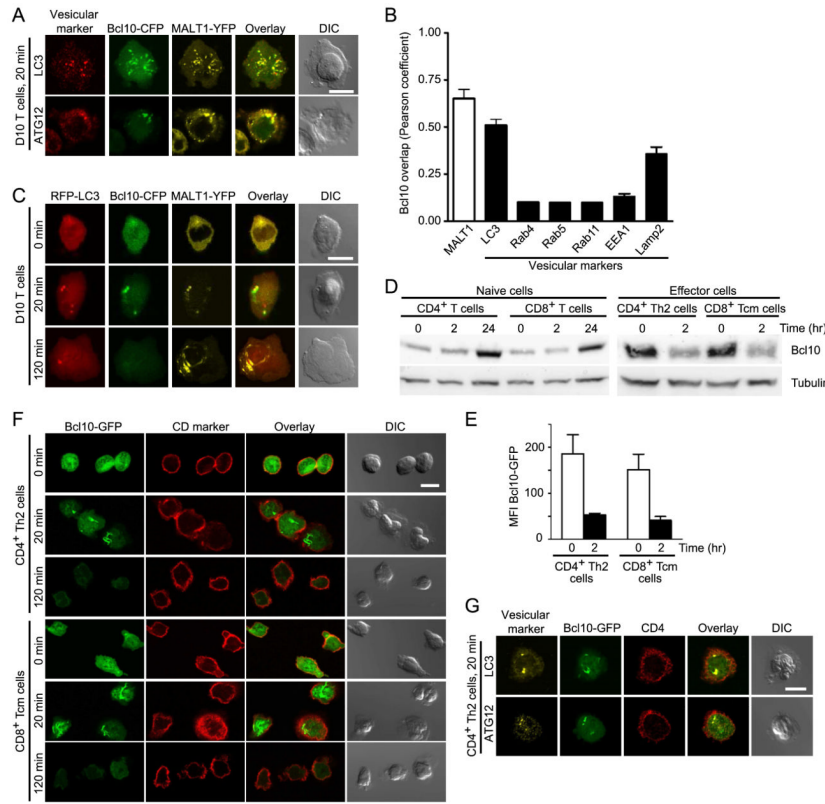 A
Vesicular marker Bcl10-CFP MALT1-YFP Overlay DIC
D10 T cells, 20 min
LC3
ATG12
B
Bcl10 overlap (Pearson coefficient)
1.00
0.75
0.50
0.25
0.00
MALT1 LC3 Rab4 Rab5 Rab11 EEA1 Lamp2
Vesicular markers
C
RFP-LC3 Bcl10-CFP MALT1-YFP Overlay DIC
D10 T cells
0 min
20 min
120 min
D
Naive cells Effector cells
CD4+ T cells CD8+ T cells CD4+ Th2 cells CD8+ Tcm cells
0 2 24 0 2 24 0 2 0 2 Time (hr)
Bcl10
Tubulin
E
MFI Bcl10-GFP
200
100
0
0 2 0 2 Time (hr)
CD4+ Th2 cells CD8+ Tcm cells
F
Bcl10-GFP CD marker Overlay DIC
CD4+ Th2 cells
0 min
20 min
120 min
CD8+ Tcm cells
0 min
20 min
120 min
G
Vesicular marker Bcl10-GFP CD4 Overlay DIC
CD4+ Th2 cells, 20 min
LC3
ATG12